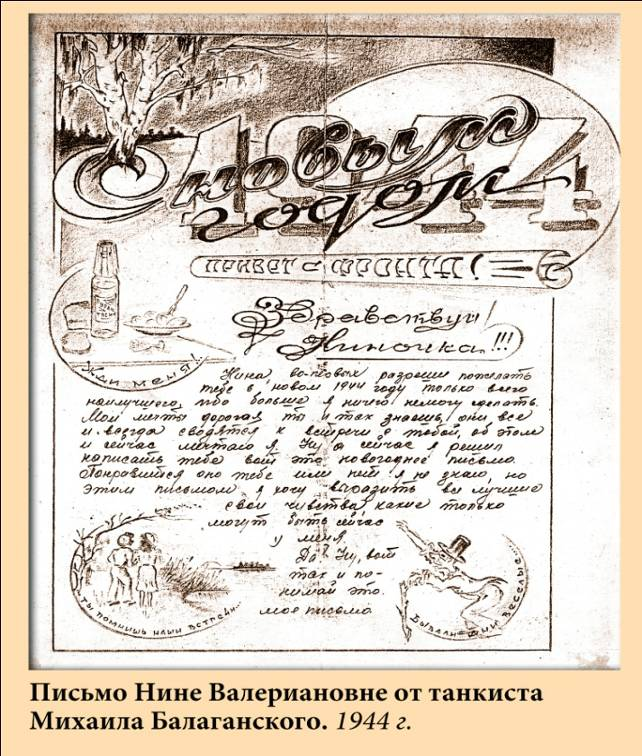 1944
С новым
годом
ПРИВЕТ – С ФРОНТА!
Жди меня!
Здравствуй!
Ниночка!!!
Нина во-первых разреши пожелать
тебе в новом 1944 году только всего
наилучшего, ибо больше я ничего немогу сделать.
Мои мечты дорогая ты и так знаешь, они все
и всегда сводятся к встречи с тобой, об этом
и сейчас мечтаю я. Ну, а сейчас я решил
написать тебе вот это новогоднее письмо.
Понравится оно тебе или нет я не знаю, но
этим письмом я хочу выразить все лучшие
свои чувства, какие только
могут быть сейчас
у меня.
Да? Ну, вот
так и по-
нимай это.
мое письмо
...ты помнишь наши встречи...
Бывали дни веселые...
Письмо Нине Валериановне от танкиста
Михаила Балаганского. 1944 г.